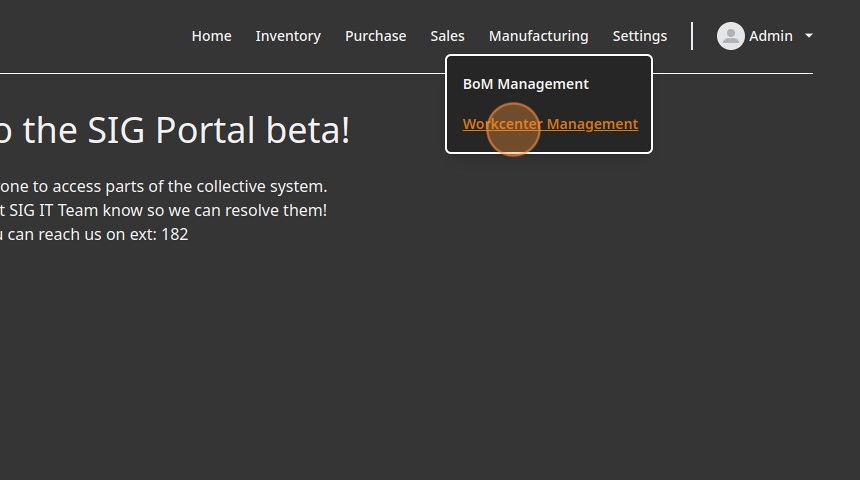 Home Inventory Purchase Sales Manufacturing Settings Admin
BoM Management
Workcenter Management
o the SIG Portal beta!
one to access parts of the collective system.
t SIG IT Team know so we can resolve them!
can reach us on ext: 182